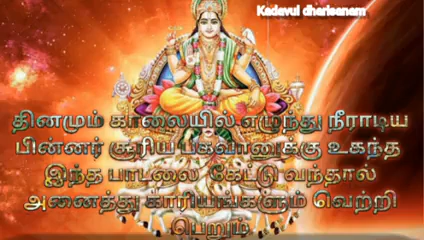 Kadavul dharisanam
தினமும் காலையில் எழுந்து நீராடிய
பின்னர் சூரிய பகவானுக்கு உகந்த
இந்த பாடலை கேட்டு வந்தால்
அனைத்து காரியங்களும் வெற்றி
பெறும்